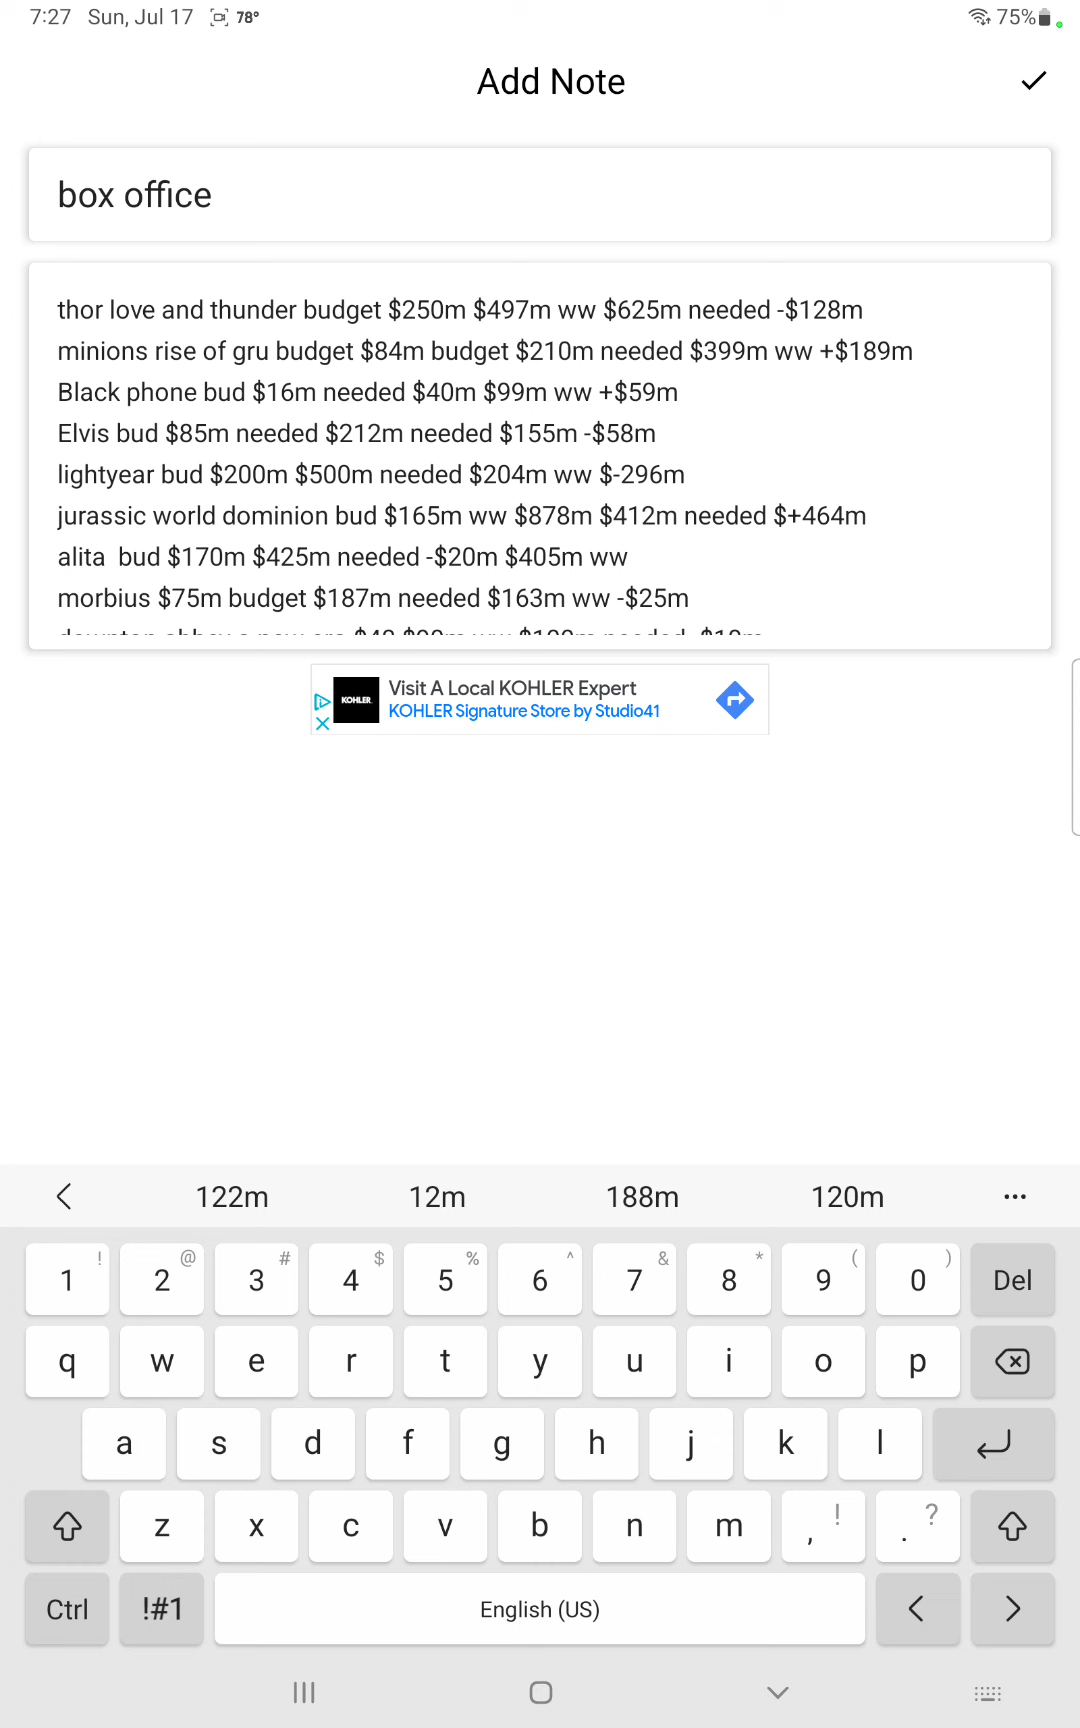 7:27 Sun, Jul 17 78° 75%
Add Note
box office
thor love and thunder budget $250m $497m ww $625m needed -$128m
minions rise of gru budget $84m budget $210m needed $399m ww +$189m
Black phone bud $16m needed $40m $99m ww +$59m
Elvis bud $85m needed $212m needed $155m -$58m
lightyear bud $200m $500m needed $204m ww $-296m
jurassic world dominion bud $165m ww $878m $412m needed $+464m
alita  bud $170m $425m needed -$20m $405m ww
morbius $75m budget $187m needed $163m ww -$25m
KOHLER
Visit A Local KOHLER Expert
KOHLER Signature Store by Studio41
122m 12m 188m 120m ...
! @ # $ % ^ & * ( )
1 2 3 4 5 6 7 8 9 0 Del
q w e r t y u i o p
a s d f g h j k l
z x c v b n m , ! . ?
Ctrl !#1 English (US) < >